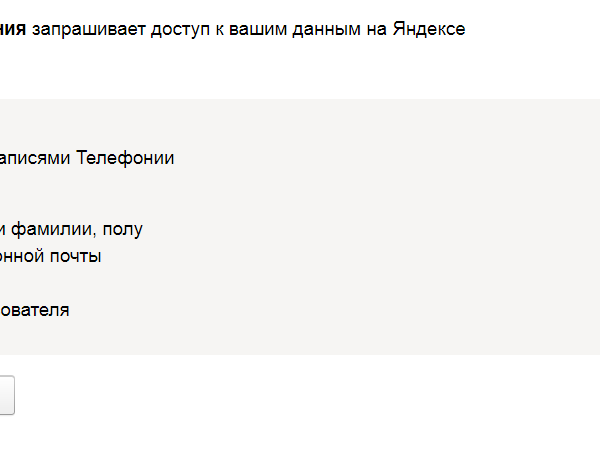 ния запрашивает доступ к вашим данным на Яндексе
аписями Телефонии
и фамилии, полу
онной почты
ователя